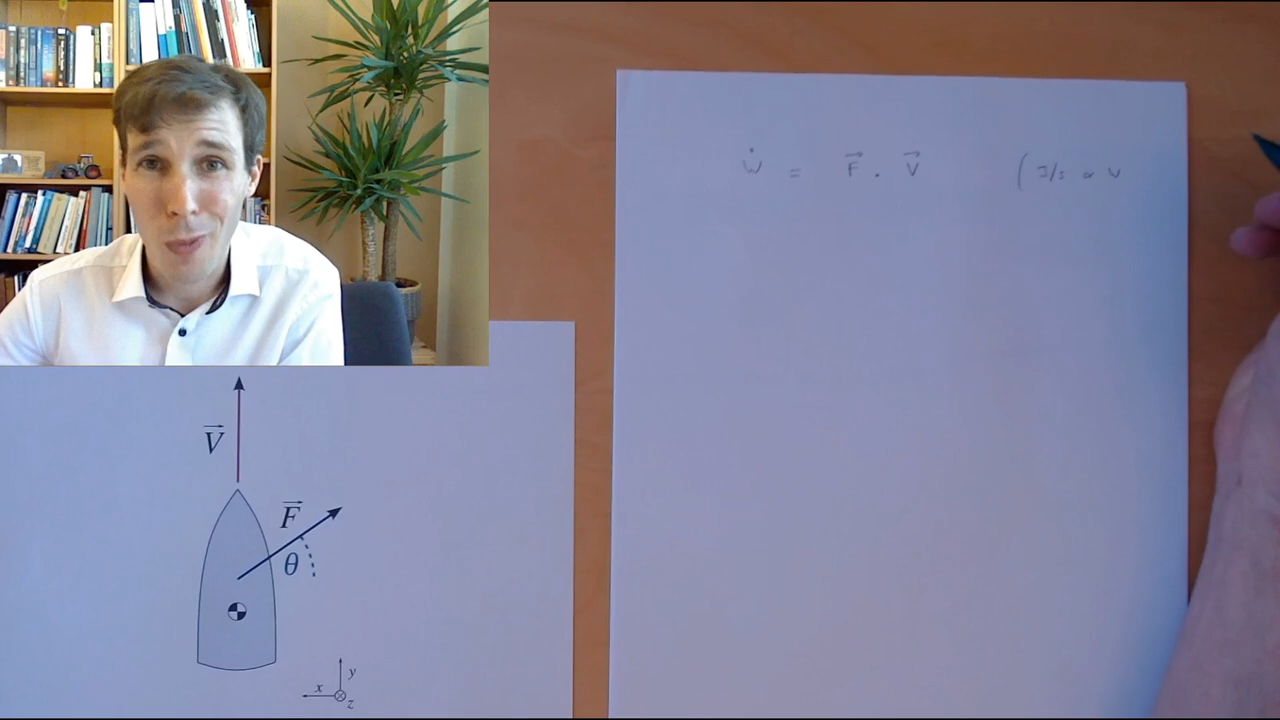 Ẇ = F⃗ . V⃗ (J/s or
V⃗
F⃗
θ
y
x
z